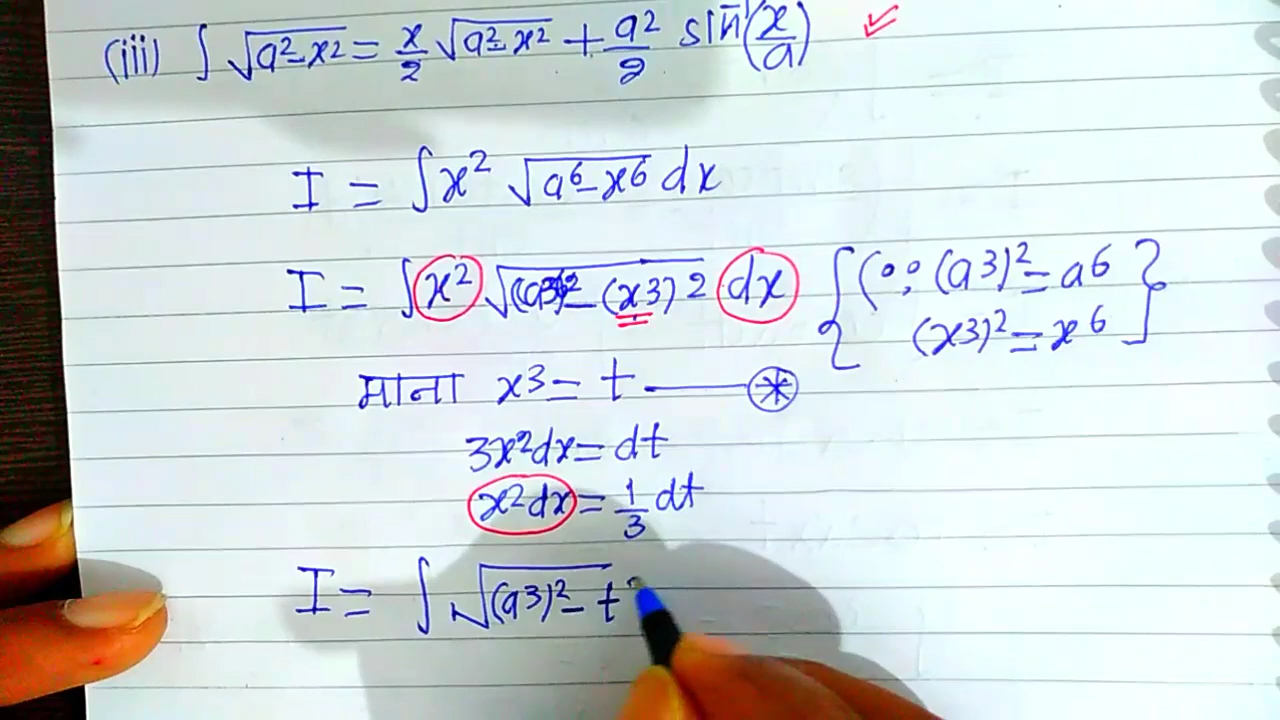 (iii) ∫ √a²-x² = x/2 √a²-x² + a²/2 sin⁻¹(x/a) ✓
I = ∫x² √a⁶-x⁶ dx
I = ∫x² √(a3)²-(x3)2 dx { (∵ (a3)²=a6
(x3)²=x6 }
माना x3 = t — ⊛
3x²dx = dt
x²dx = 1/3 dt
I = ∫ √(a3)²-t²